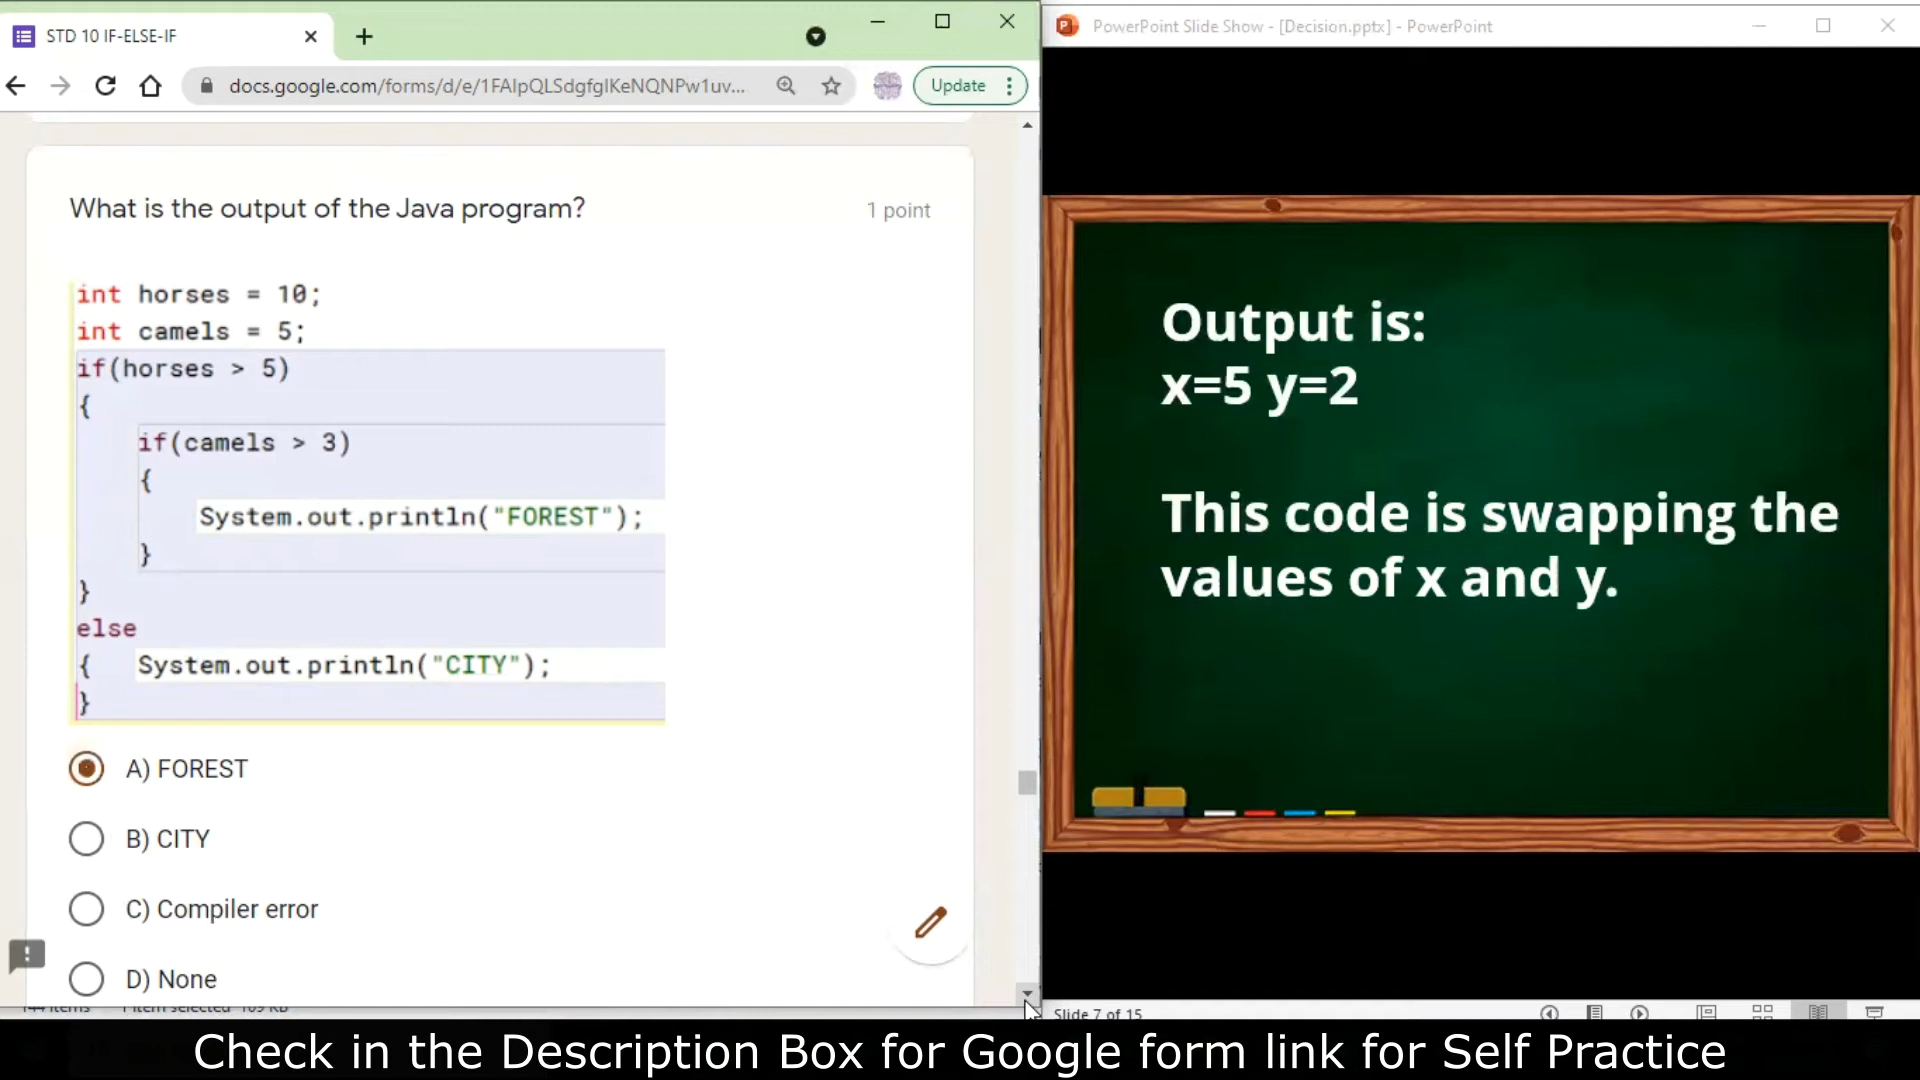 STD 10 IF-ELSE-IF
docs.google.com/forms/d/e/1FAIpQLSdgfglKeNQNPw1uv...
Update
What is the output of the Java program?
1 point
int horses = 10;
int camels = 5;
if(horses > 5)
{
if(camels > 3)
{
System.out.println("FOREST");
}
}
else
{ System.out.println("CITY");
}
A) FOREST
B) CITY
C) Compiler error
D) None
PowerPoint Slide Show - [Decision.pptx] - PowerPoint
Output is:
x=5 y=2
This code is swapping the
values of x and y.
Slide 7 of 15
Check in the Description Box for Google form link for Self Practice